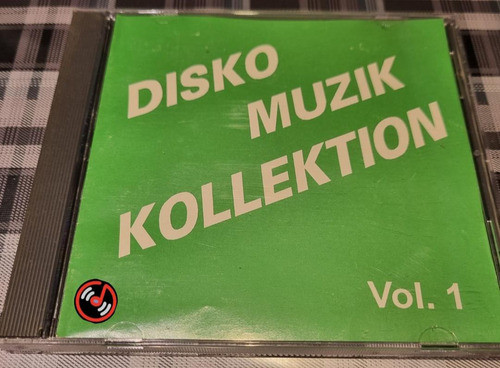 DISKO
MUZIK
KOLLEKTION
Vol. 1